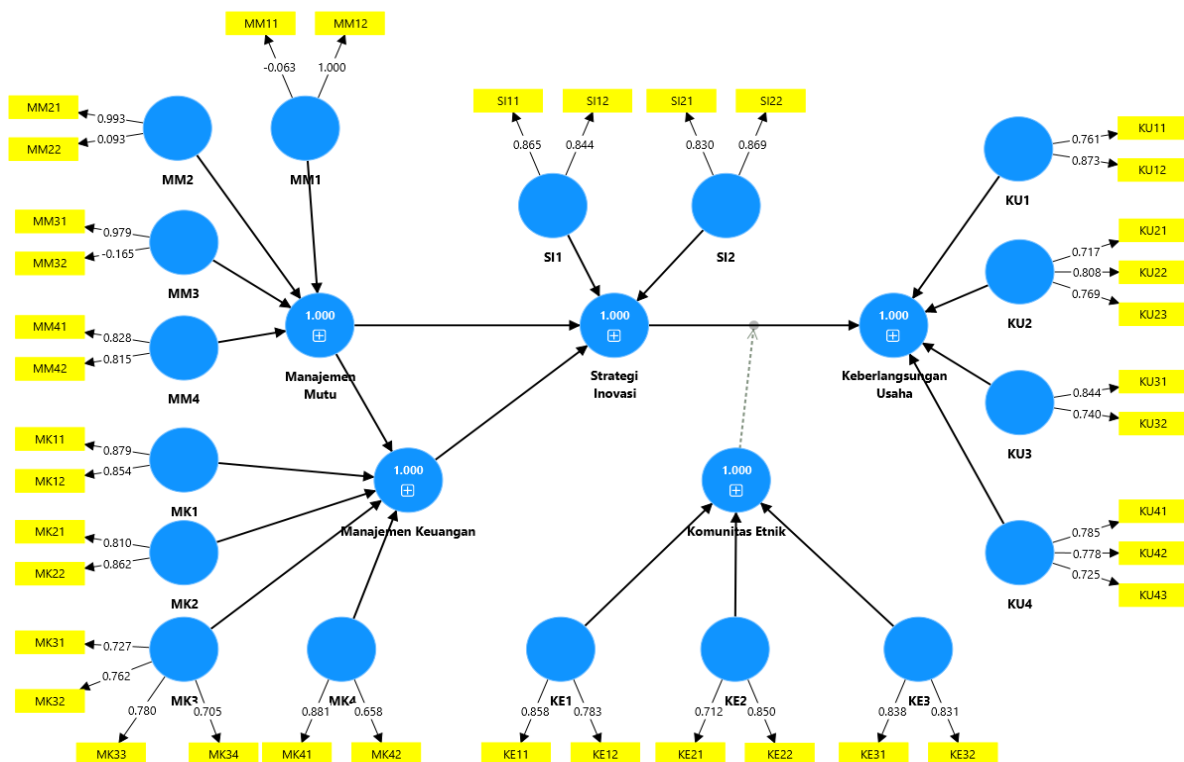 MM11
MM12
-0.063
1.000
MM21
0.993
MM22
0.093
MM2
MM1
SI11
SI12
SI21
SI22
0.865
0.844
0.830
0.869
KU11
0.761
KU12
0.873
KU1
MM31
0.979
MM32
-0.165
MM3
SI1
SI2
KU21
0.717
KU22
0.808
KU23
0.769
KU2
MM41
0.828
MM42
0.815
MM4
1.000
Manajemen
Mutu
1.000
Strategi
Inovasi
1.000
Keberlangsungan
Usaha
KU31
0.844
KU32
0.740
KU3
MK11
0.879
MK12
0.854
MK1
1.000
Manajemen Keuangan
1.000
Komunitas Etnik
MK21
0.810
MK22
0.862
MK2
KU41
0.785
KU42
0.778
KU43
0.725
KU4
MK31
0.727
MK32
0.762
MK3
0.780
0.705
MK33
MK34
MK4
0.881
0.658
MK41
MK42
KE1
0.858
0.783
KE11
KE12
KE2
0.712
0.850
KE21
KE22
KE3
0.838
0.831
KE31
KE32